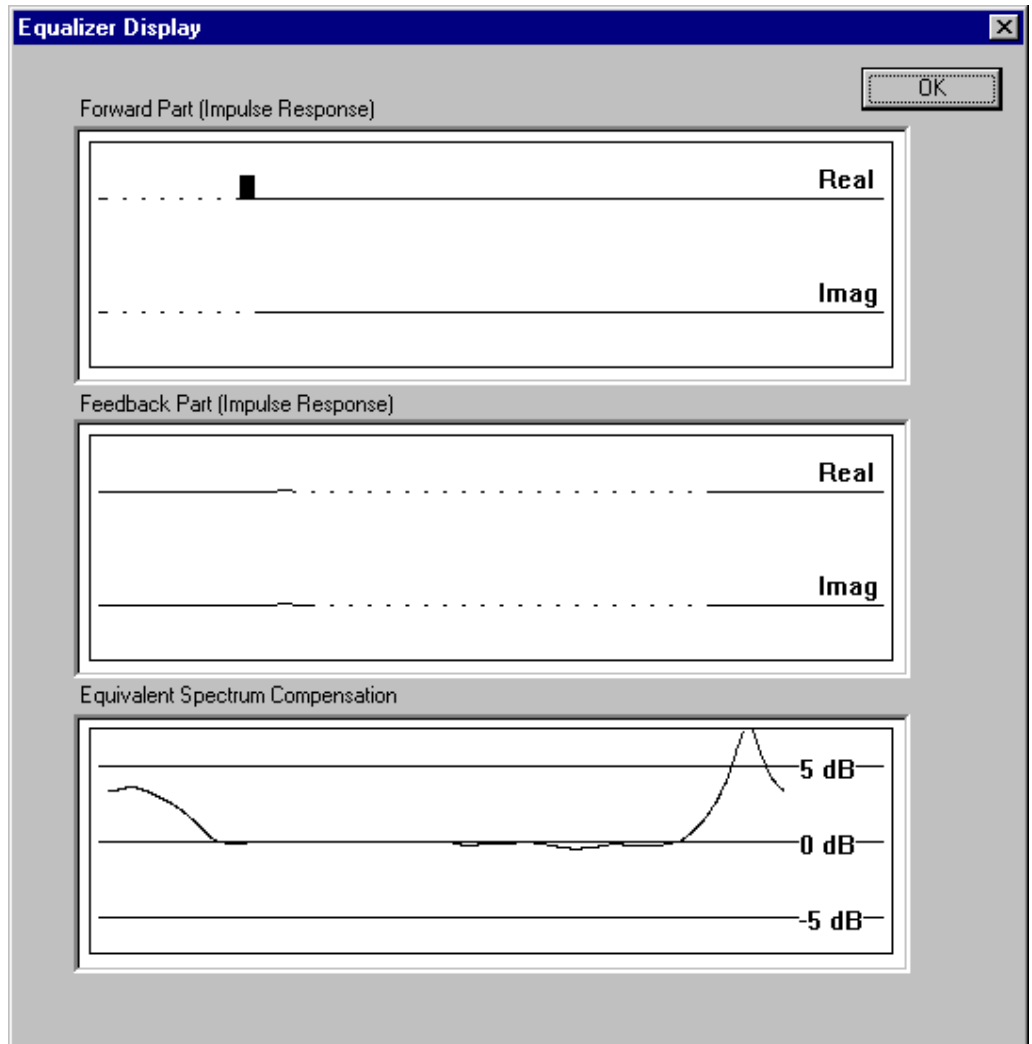 Equalizer Display
OK
Forward Part (Impulse Response)
Real
Imag
Feedback Part (Impulse Response)
Real
Imag
Equivalent Spectrum Compensation
5 dB
0 dB
-5 dB